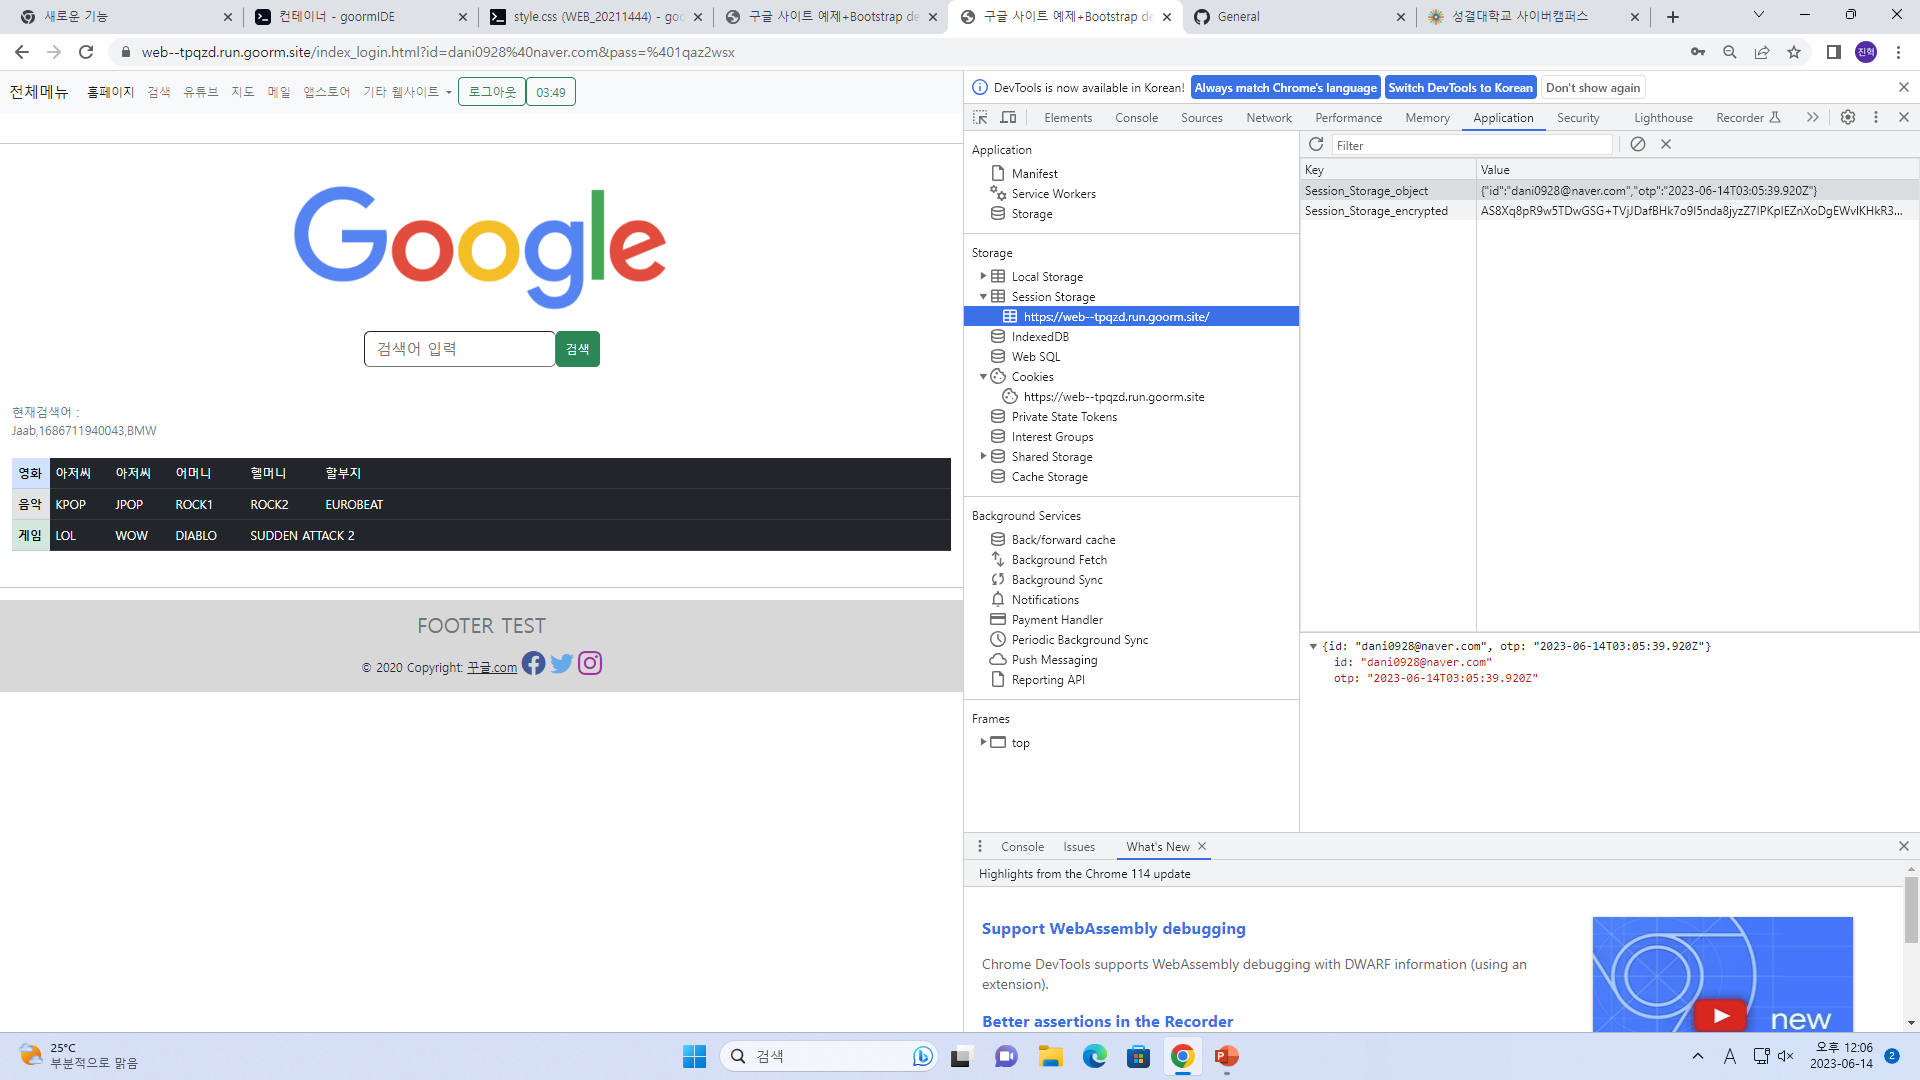 새로운 기능
컨테이너 - goormIDE
style.css (WEB_20211444) - goo
구글 사이트 예제+Bootstrap de
구글 사이트 예제+Bootstrap de
General
성결대학교 사이버캠퍼스
web--tpqzd.run.goorm.site/index_login.html?id=dani0928%40naver.com&pass=%401qaz2wsx
진혁
전체메뉴 홈페이지 검색 유튜브 지도 메일 앱스토어 기타 웹사이트 로그아웃 03:49
Google
검색어 입력 검색
현재검색어 :
Jaab,1686711940043,BMW
영화 아저씨 아저씨 어머니 헬머니 할부지
음악 KPOP JPOP ROCK1 ROCK2 EUROBEAT
게임 LOL WOW DIABLO SUDDEN ATTACK 2
FOOTER TEST
© 2020 Copyright: 꾸글.com
DevTools is now available in Korean! Always match Chrome's language Switch DevTools to Korean Don't show again
Elements Console Sources Network Performance Memory Application Security Lighthouse Recorder
Application
Manifest
Service Workers
Storage
Storage
Local Storage
Session Storage
https://web--tpqzd.run.goorm.site/
IndexedDB
Web SQL
Cookies
https://web--tpqzd.run.goorm.site
Private State Tokens
Interest Groups
Shared Storage
Cache Storage
Background Services
Back/forward cache
Background Fetch
Background Sync
Notifications
Payment Handler
Periodic Background Sync
Push Messaging
Reporting API
Frames
top
Filter
Key Value
Session_Storage_object {"id":"dani0928@naver.com","otp":"2023-06-14T03:05:39.920Z"}
Session_Storage_encrypted
{id: "dani0928@naver.com", otp: "2023-06-14T03:05:39.920Z"}
id: "dani0928@naver.com"
otp: "2023-06-14T03:05:39.920Z"
Console Issues What's New
Highlights from the Chrome 114 update
Support WebAssembly debugging
Chrome DevTools supports WebAssembly debugging with DWARF information (using an
extension).
Better assertions in the Recorder
new
25°C
부분적으로 맑음
검색
A
오후 12:06
2023-06-14
2